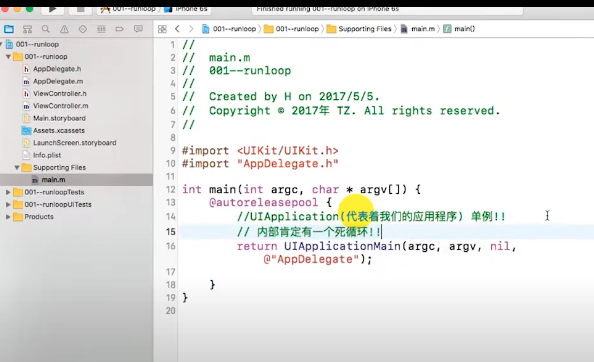 001--runloop
iPhone 6s
Finished running 001--runloop on iPhone 6s
001--runloop
001--runloop
Supporting Files
main.m
main()
001--runloop
001--runloop
AppDelegate.h
AppDelegate.m
ViewController.h
ViewController.m
Main.storyboard
Assets.xcassets
LaunchScreen.storyboard
Info.plist
Supporting Files
main.m
001--runloopTests
001--runloopUITests
Products
1 //
2 // main.m
3 // 001--runloop
4 //
5 // Created by H on 2017/5/5.
6 // Copyright © 2017年 TZ. All rights reserved.
7 //
8
9 #import <UIKit/UIKit.h>
10 #import "AppDelegate.h"
11
12 int main(int argc, char * argv[]) {
13 @autoreleasepool {
14 //UIApplication(代表着我们的应用程序) 单例!!
15 // 内部肯定有一个死循环!!
16 return UIApplicationMain(argc, argv, nil,
@"AppDelegate");
17
18 }
19 }
20